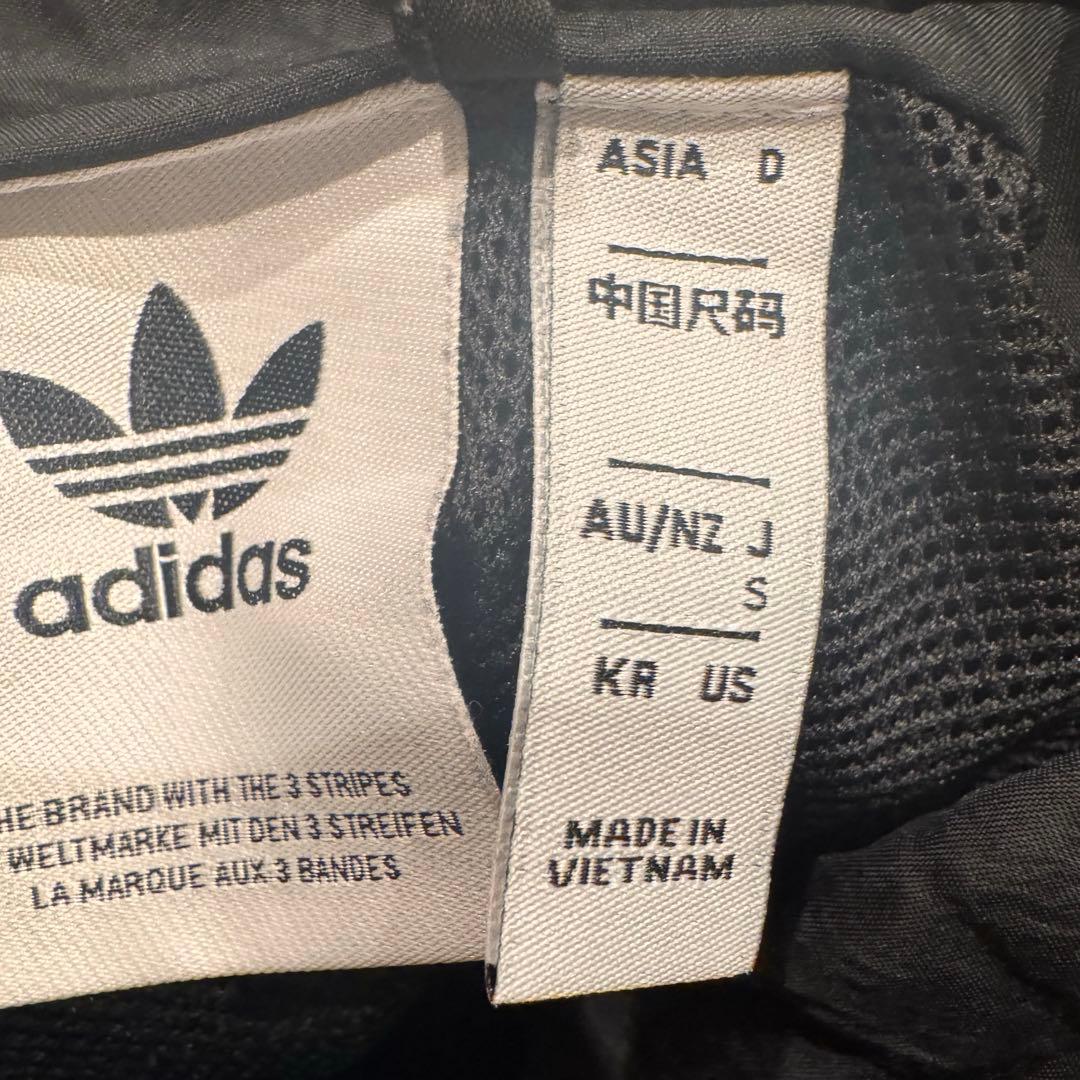 adidas
HE BRAND WITH THE 3 STRIPES
WELTMARKE MIT DEN 3 STREIFEN
LA MARQUE AUX 3 BANDES
ASIA D
中国尺码
AU/NZ J
S
KR US
MADE IN
VIETNAM